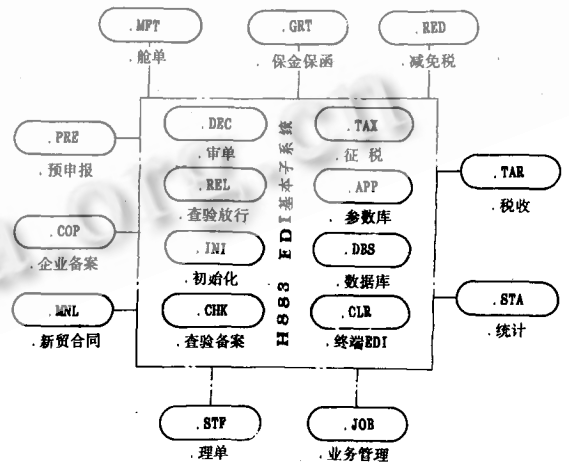 .MFT
.舱单
.GRT
.保金保函
.RED
.减免税
.PRE
.预申报
.COP
.企业备案
.MNL
.新贸合同
.DEC
.审单
.REL
.查验放行
.INI
.初始化
.CHK
.查验备案
H883 EDI基本子系统
.TAX
.征 税
.APP
.参数库
.DBS
.数据库
.CLR
.终端EDI
.TAR
.税收
.STA
.统计
.STF
.理单
.JOB
.业务管理